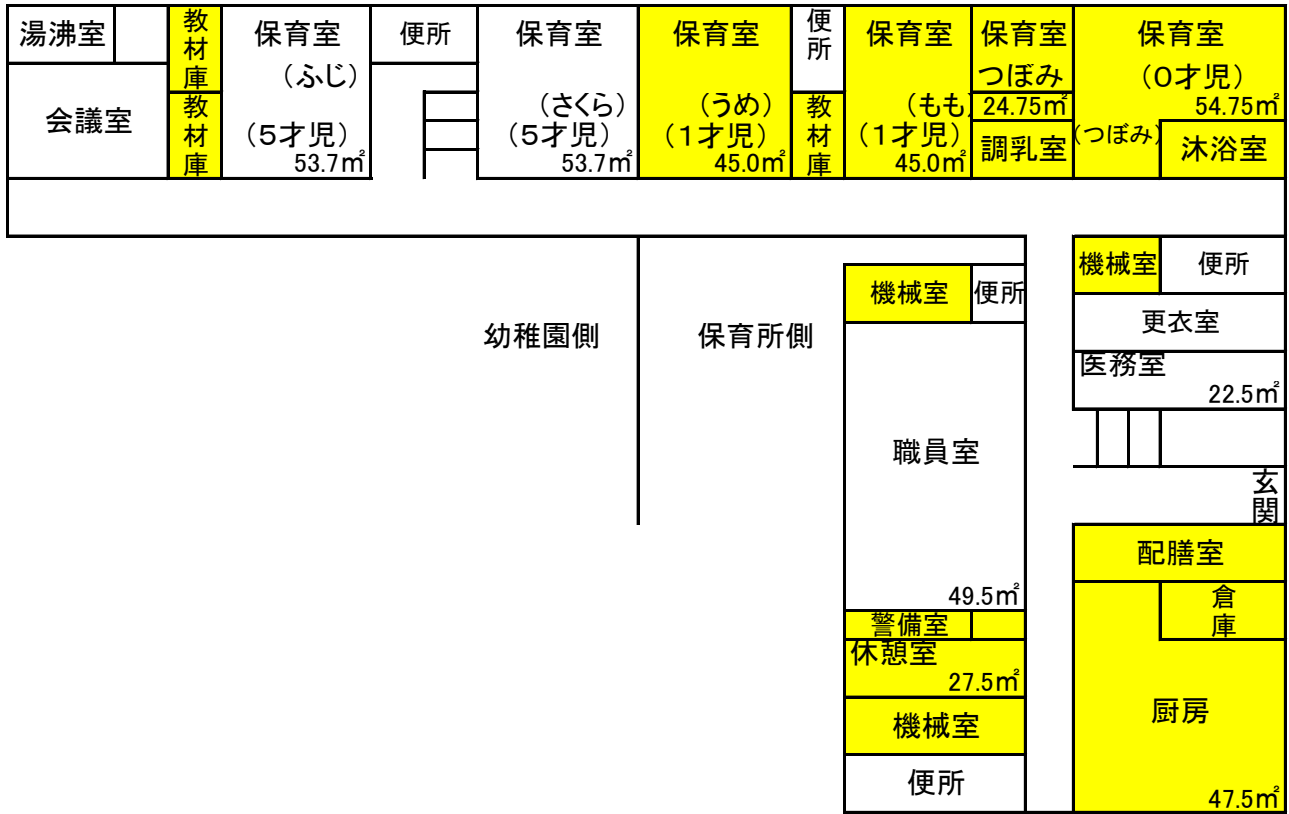 湯沸室
会議室
教材庫
教材庫
保育室
(ふじ)
(5才児)
53.7㎡
便所
保育室
(さくら)
(5才児)
53.7㎡
保育室
(うめ)
(1才児)
45.0㎡
便所
教材庫
保育室
(もも)
(1才児)
45.0㎡
保育室
つぼみ
24.75㎡
調乳室
保育室
(0才児)
54.75㎡
(つぼみ)
沐浴室
幼稚園側
保育所側
機械室
便所
職員室
49.5㎡
警備室
休憩室
27.5㎡
機械室
便所
機械室
便所
更衣室
医務室
22.5㎡
玄関
配膳室
倉庫
厨房
47.5㎡